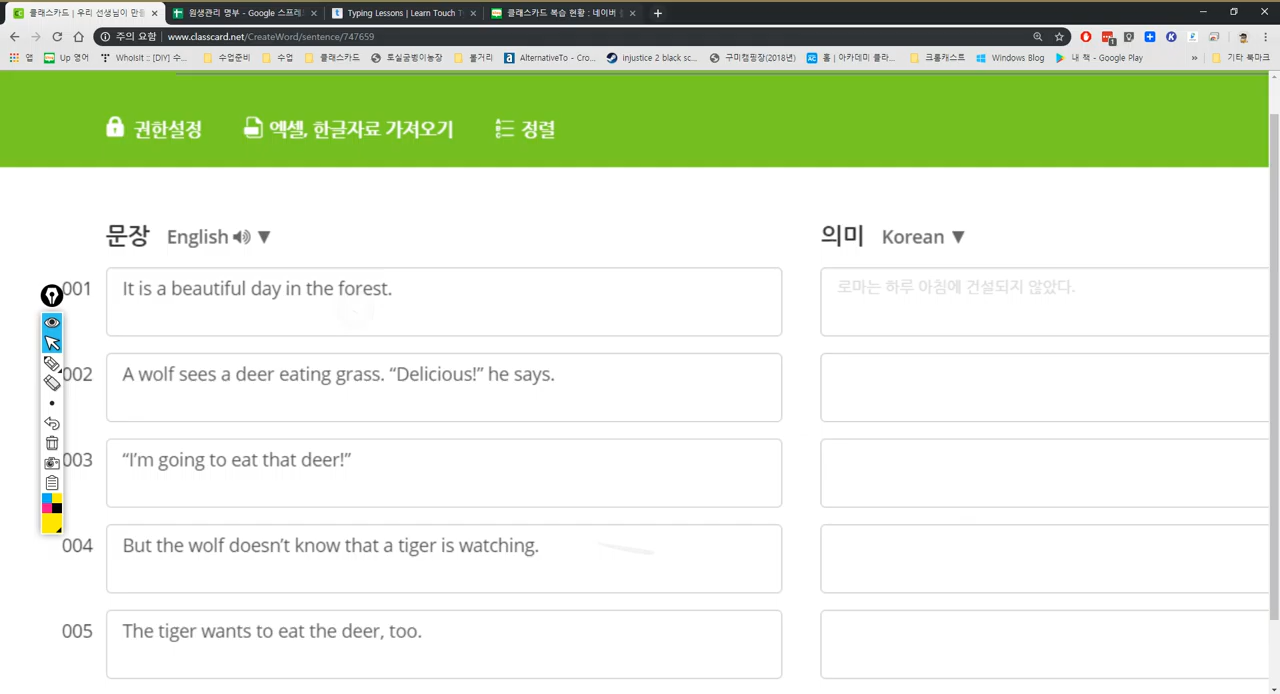 클래스카드 | 우리 선생님이 만든
원생관리 명부 - Google 스프레
Typing Lessons | Learn Touch T
클래스카드 복습 현황 : 네이버
주의 요함 | www.classcard.net/CreateWord/sentence/747659
앱
Up 영어
WhoisIt :: [DIY] 수...
수업준비
수업
클래스카드
토실굼벵이농장
볼거리
AlternativeTo - Cro...
injustice 2 black sc...
구미캠핑장(2018년)
홈 | 아카데미 클라...
크롬캐스트
Windows Blog
내 책 - Google Play
»
기타 북마크
권한설정
엑셀, 한글자료 가져오기
정렬
문장 English ▼
의미 Korean ▼
001 It is a beautiful day in the forest.
로마는 하루 아침에 건설되지 않았다.
002 A wolf sees a deer eating grass. “Delicious!” he says.
003 “I’m going to eat that deer!”
004 But the wolf doesn’t know that a tiger is watching.
005 The tiger wants to eat the deer, too.